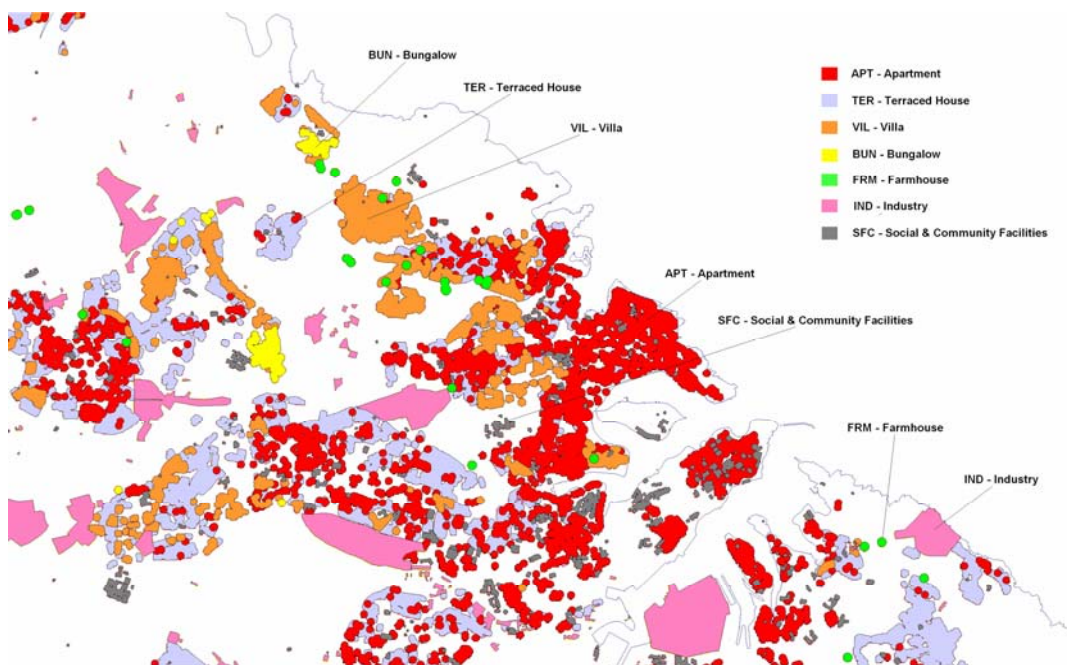 BUN - Bungalow
TER - Terraced House
VIL - Villa
APT - Apartment
TER - Terraced House
VIL - Villa
BUN - Bungalow
FRM - Farmhouse
IND - Industry
SFC - Social & Community Facilities
APT - Apartment
SFC - Social & Community Facilities
FRM - Farmhouse
IND - Industry